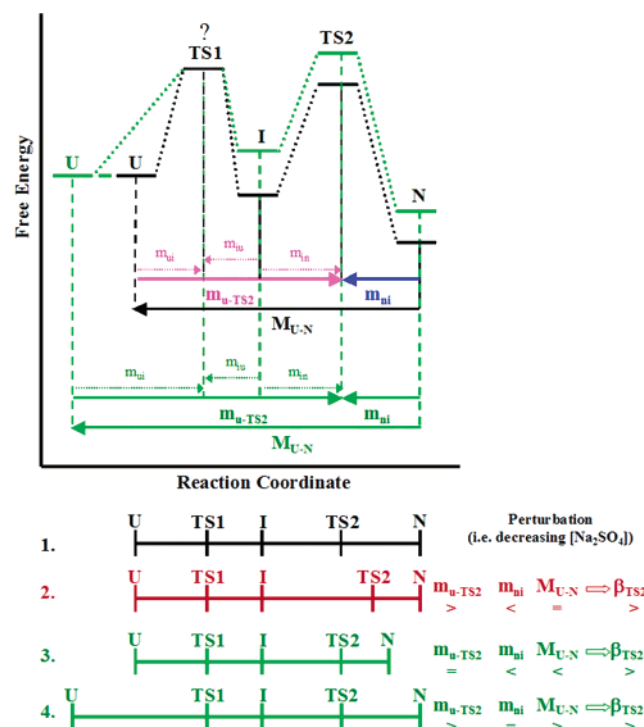 ?
TS1 TS2
I
U U
N
Free Energy
m_ui m_iu m_in
m_u-TS2 m_ni
M_U-N
m_ui m_iu m_in
m_u-TS2 m_ni
M_U-N
Reaction Coordinate
U TS1 I TS2 N Perturbation
1. (i.e. decreasing [Na₂SO₄])
U TS1 I TS2 N
2. m_u-TS2 m_ni M_U-N ⇒ β_TS2
> < = >
U TS1 I TS2 N
3. m_u-TS2 m_ni M_U-N ⇒ β_TS2
= < < >
U TS1 I TS2 N
4. m_u-TS2 m_ni M_U-N ⇒ β_TS2
> = > >